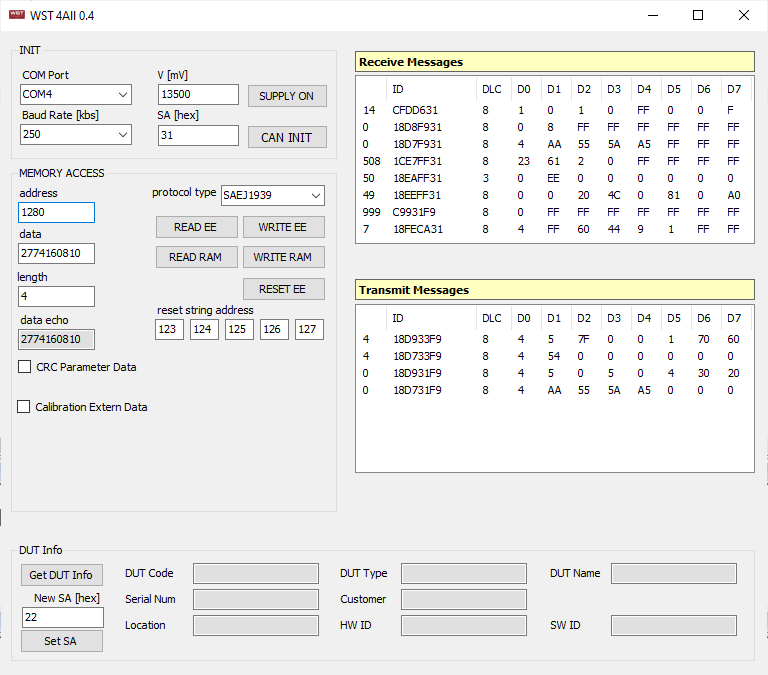 WST WST 4All 0.4
INIT
COM Port V [mV]
COM4 13500 SUPPLY ON
Baud Rate [kbs] SA [hex]
250 31 CAN INIT
MEMORY ACCESS
address protocol type SAEJ1939
1280
data READ EE WRITE EE
2774160810 READ RAM WRITE RAM
length
4 RESET EE
data echo reset string address
2774160810 123 124 125 126 127
CRC Parameter Data
Calibration Extern Data
Receive Messages
ID DLC D0 D1 D2 D3 D4 D5 D6 D7
14 CFDD631 8 1 0 1 0 FF 0 0 F
0 18D8F931 8 0 8 FF FF FF FF FF FF
0 18D7F931 8 4 AA 55 5A A5 FF FF FF
508 1CE7FF31 8 23 61 2 0 FF FF FF FF
50 18EAFF31 3 0 EE 0 0 0 0 0 0
49 18EEFF31 8 0 0 20 4C 0 81 0 A0
999 C9931F9 8 0 FF FF FF FF FF FF FF
7 18FECA31 8 4 FF 60 44 9 1 FF FF
Transmit Messages
ID DLC D0 D1 D2 D3 D4 D5 D6 D7
4 18D933F9 8 4 5 7F 0 0 1 70 60
4 18D733F9 8 4 54 0 0 0 0 0 0
0 18D931F9 8 4 5 0 5 0 4 30 20
0 18D731F9 8 4 AA 55 5A A5 0 0 0
DUT Info
Get DUT Info DUT Code DUT Type DUT Name
New SA [hex] Serial Num Customer
22 Location HW ID SW ID
Set SA